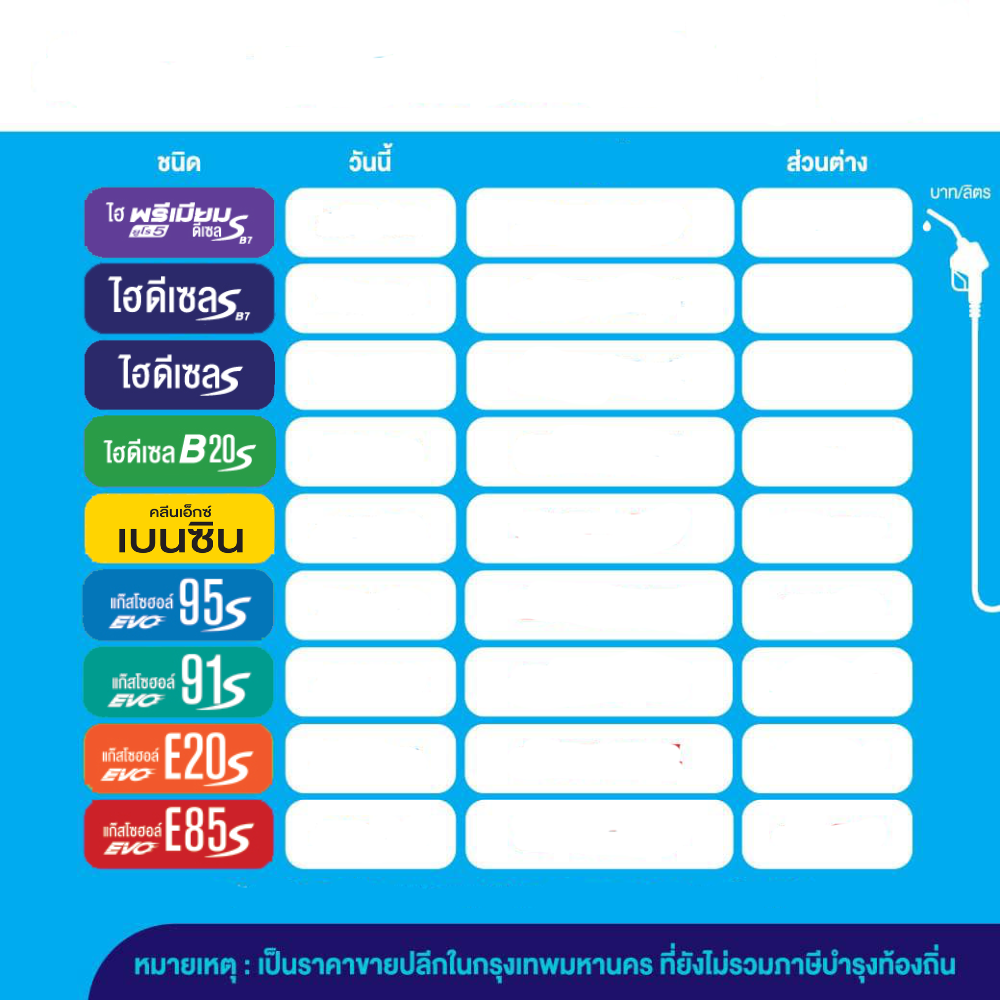 ชนิด วันนี้ ส่วนต่าง
บาท/ลิตร
ไฮ พรีเมียม
ยูโร 5 ดีเซล S B7
ไฮดีเซล S B7
ไฮดีเซล S
ไฮดีเซล B20 S
คลีนเอ็กซ์
เบนซิน
แก๊สโซฮอล์ 95 S
EVO
แก๊สโซฮอล์ 91 S
EVO
แก๊สโซฮอล์ E20 S
EVO
แก๊สโซฮอล์ E85 S
EVO
หมายเหตุ : เป็นราคาขายปลีกในกรุงเทพมหานคร ที่ยังไม่รวมภาษีบำรุงท้องถิ่น